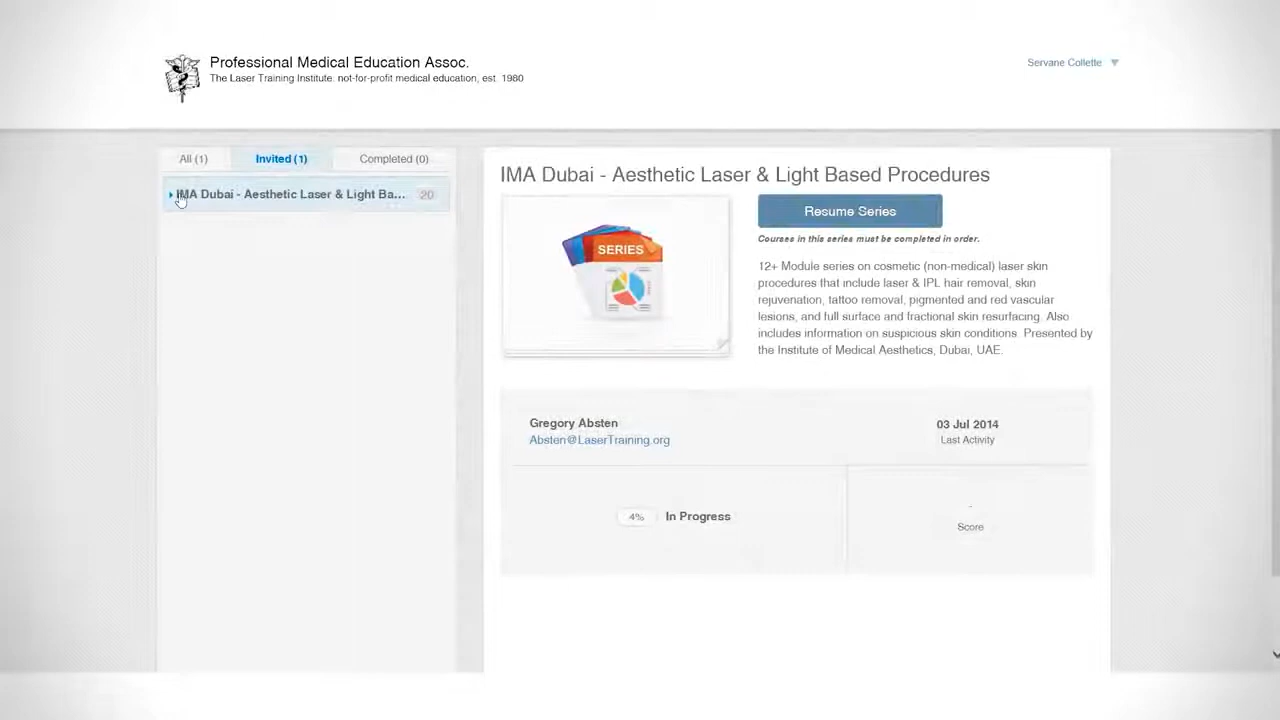 Professional Medical Education Assoc.
The Laser Training Institute: not-for-profit medical education, est. 1980
Servane Collette
All (1)
Invited (1)
Completed (0)
IMA Dubai - Aesthetic Laser & Light Ba...
20
IMA Dubai - Aesthetic Laser & Light Based Procedures
SERIES
Resume Series
Courses in this series must be completed in order.
12+ Module series on cosmetic (non-medical) laser skin
procedures that include laser & IPL hair removal, skin
rejuvenation, tattoo removal, pigmented and red vascular
lesions, and full surface and fractional skin resurfacing. Also
includes information on suspicious skin conditions. Presented by
the Institute of Medical Aesthetics, Dubai, UAE.
Gregory Absten
Absten@LaserTraining.org
03 Jul 2014
Last Activity
4%
In Progress
-
Score